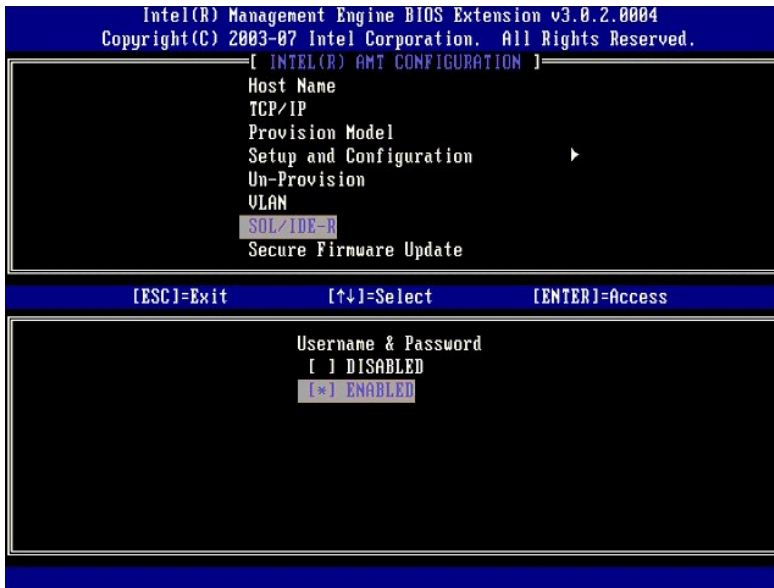 Intel(R) Management Engine BIOS Extension v3.0.2.0004
Copyright(C) 2003-07 Intel Corporation. All Rights Reserved.
[ INTEL(R) AMT CONFIGURATION ]
Host Name
TCP/IP
Provision Model
Setup and Configuration ►
Un-Provision
VLAN
SOL/IDE-R
Secure Firmware Update
[ESC]=Exit [↑↓]=Select [ENTER]=Access
Username & Password
[ ] DISABLED
[*] ENABLED